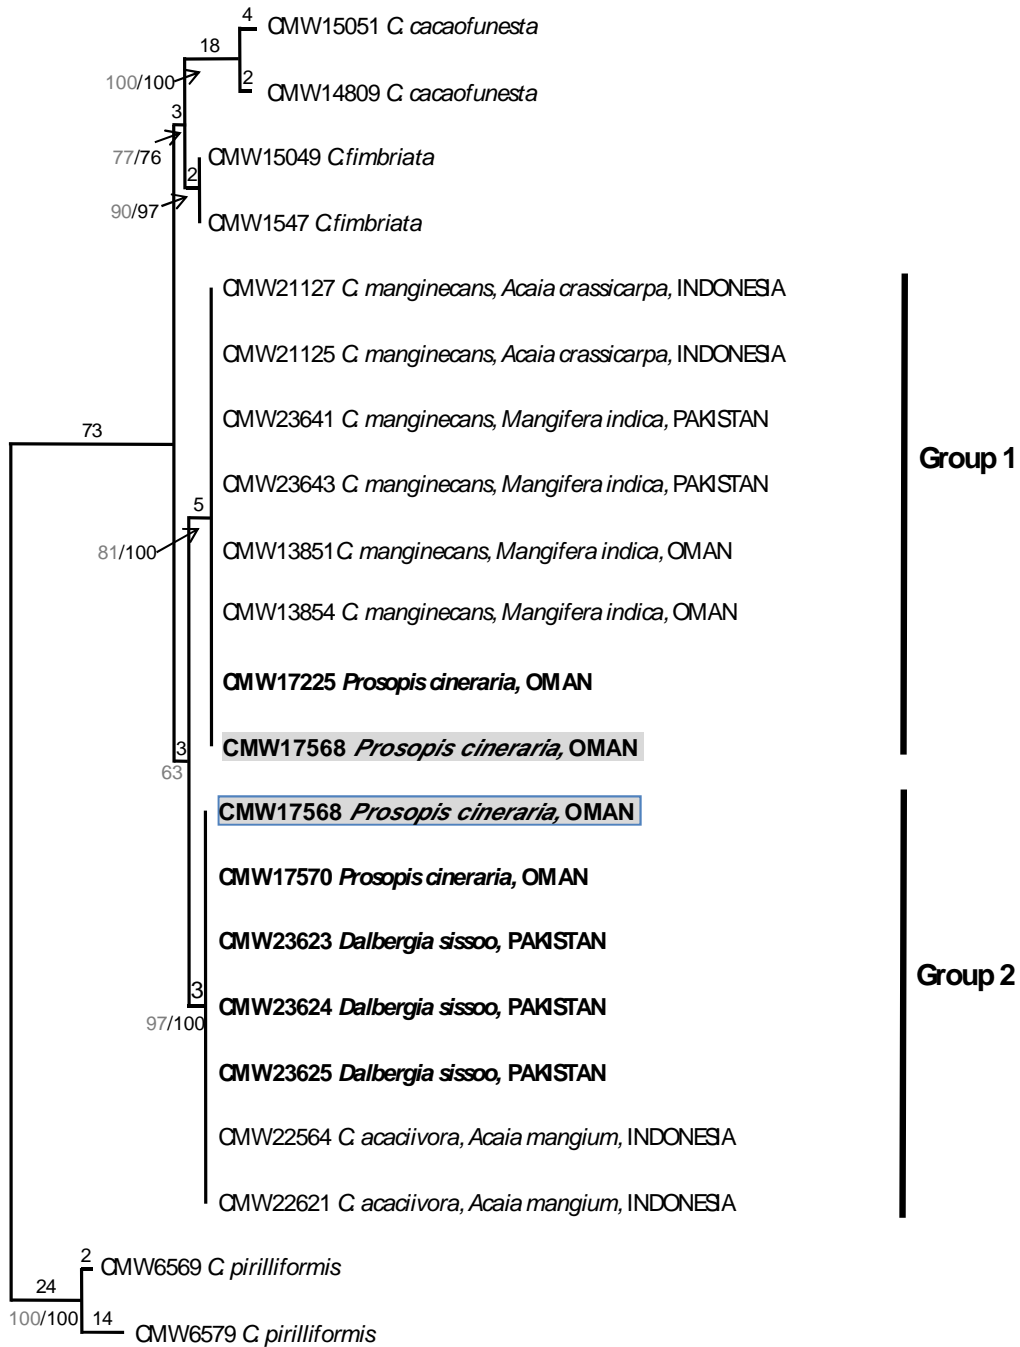 4
CMW15051 C. cacaofunesta
18
100/100
2
CMW14809 C. cacaofunesta
3
77/76
CMW15049 C.fimbriata
2
90/97
CMW1547 C.fimbriata
CMW21127 C. manginecans, Acaia crassicarpa, INDONESIA
CMW21125 C. manginecans, Acaia crassicarpa, INDONESIA
CMW23641 C. manginecans, Mangifera indica, PAKISTAN
73
Group 1
CMW23643 C. manginecans, Mangifera indica, PAKISTAN
5
81/100
CMW13851 C. manginecans, Mangifera indica, OMAN
CMW13854 C. manginecans, Mangifera indica, OMAN
CMW17225 Prosopis cineraria, OMAN
CMW17568 Prosopis cineraria, OMAN
3
63
CMW17568 Prosopis cineraria, OMAN
CMW17570 Prosopis cineraria, OMAN
CMW23623 Dalbergia sissoo, PAKISTAN
Group 2
3
CMW23624 Dalbergia sissoo, PAKISTAN
97/100
CMW23625 Dalbergia sissoo, PAKISTAN
CMW22564 C. acaciivora, Acaia mangium, INDONESIA
CMW22621 C. acaciivora, Acaia mangium, INDONESIA
2
CMW6569 C. pirilliformis
24
100/100
14
CMW6579 C. pirilliformis